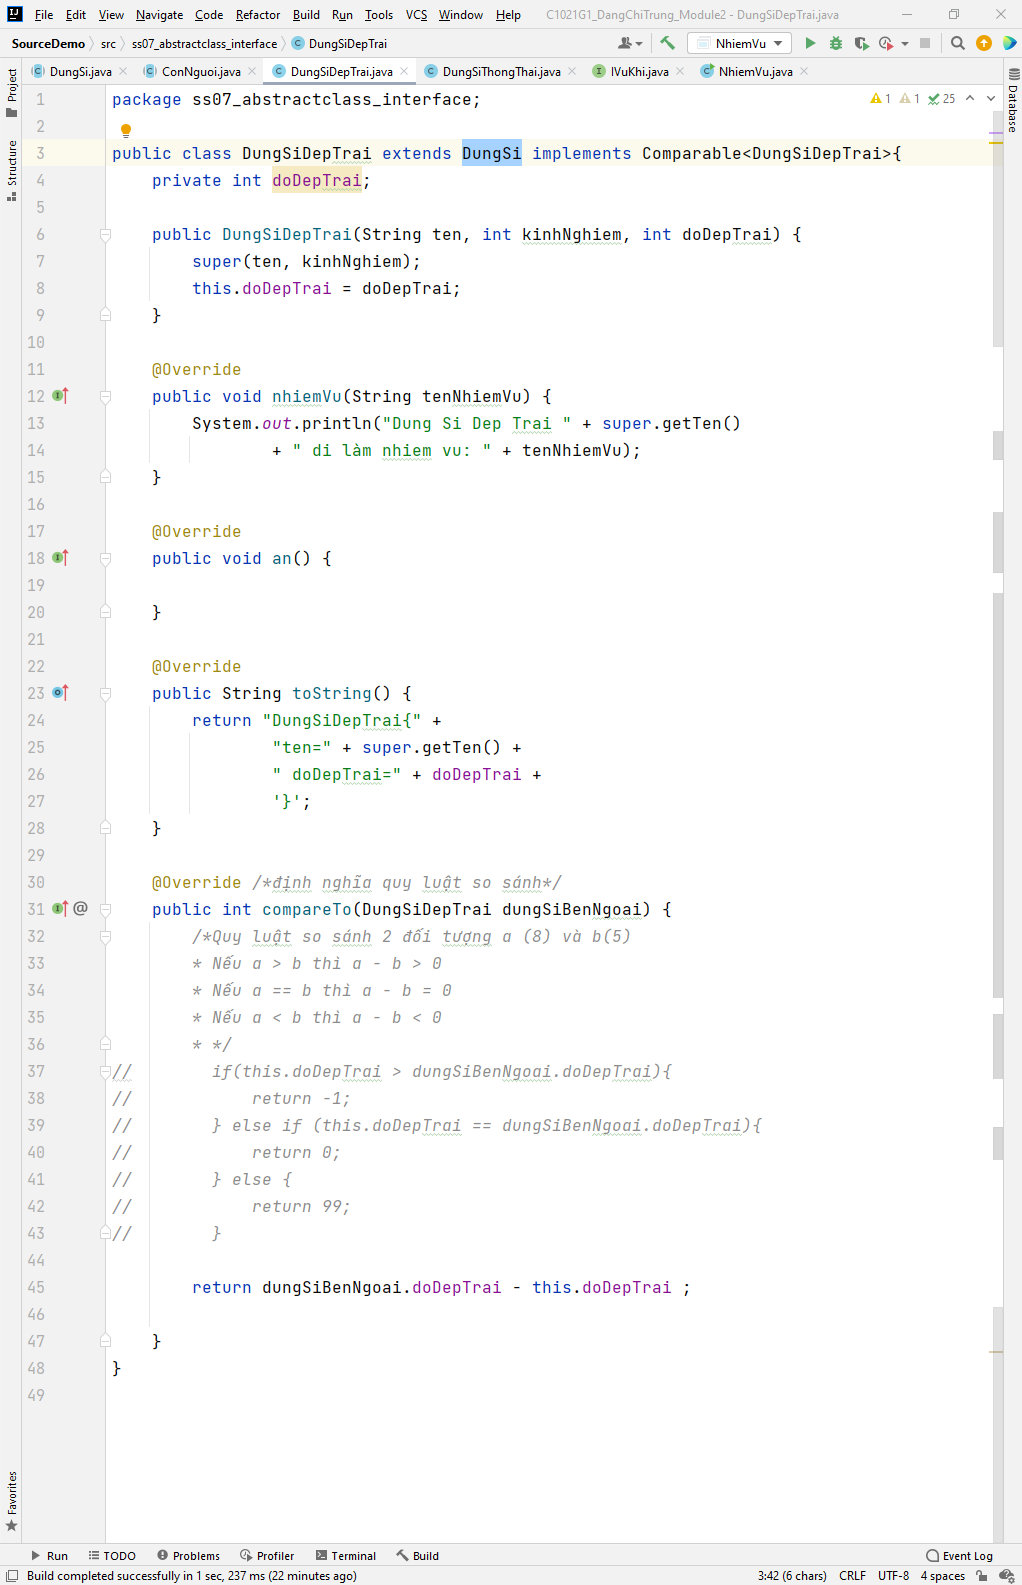 File Edit View Navigate Code Refactor Build Run Tools VCS Window Help C1021G1_DangChiTrung_Module2 - DungSiDepTrai.java
SourceDemo src ss07_abstractclass_interface DungSiDepTrai NhiemVu
DungSi.java ConNguoi.java DungSiDepTrai.java DungSiThongThai.java IVuKhi.java NhiemVu.java
Project
Structure
Favorites
Database
1 package ss07_abstractclass_interface; 1 1 25
2
3 public class DungSiDepTrai extends DungSi implements Comparable<DungSiDepTrai>{
4 private int doDepTrai;
5
6 public DungSiDepTrai(String ten, int kinhNghiem, int doDepTrai) {
7 super(ten, kinhNghiem);
8 this.doDepTrai = doDepTrai;
9 }
10
11 @Override
12 public void nhiemVu(String tenNhiemVu) {
13 System.out.println("Dung Si Dep Trai " + super.getTen()
14 + " di làm nhiem vu: " + tenNhiemVu);
15 }
16
17 @Override
18 public void an() {
19
20 }
21
22 @Override
23 public String toString() {
24 return "DungSiDepTrai{" +
25 "ten=" + super.getTen() +
26 " doDepTrai=" + doDepTrai +
27 '}';
28 }
29
30 @Override /*định nghĩa quy luật so sánh*/
31 @ public int compareTo(DungSiDepTrai dungSiBenNgoai) {
32 /*Quy luật so sánh 2 đối tượng a (8) và b(5)
33 * Nếu a > b thì a - b > 0
34 * Nếu a == b thì a - b = 0
35 * Nếu a < b thì a - b < 0
36 * */
37 // if(this.doDepTrai > dungSiBenNgoai.doDepTrai){
38 // return -1;
39 // } else if (this.doDepTrai == dungSiBenNgoai.doDepTrai){
40 // return 0;
41 // } else {
42 // return 99;
43 // }
44
45 return dungSiBenNgoai.doDepTrai - this.doDepTrai ;
46
47 }
48 }
49
Run TODO Problems Profiler Terminal Build Event Log
Build completed successfully in 1 sec, 237 ms (22 minutes ago) 3:42 (6 chars) CRLF UTF-8 4 spaces